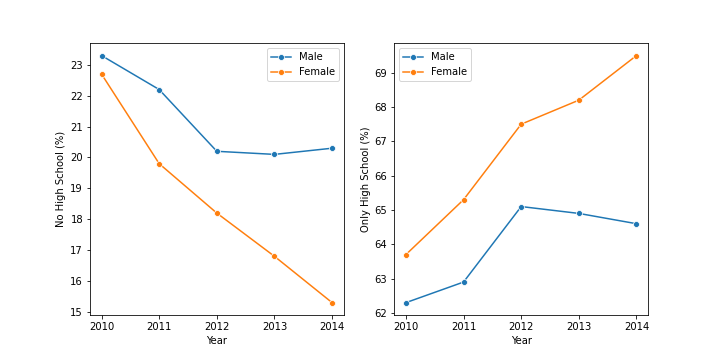 No High School (%)
23
22
21
20
19
18
17
16
15
2010 2011 2012 2013 2014
Year
Male
Female
Only High School (%)
69
68
67
66
65
64
63
62
2010 2011 2012 2013 2014
Year
Male
Female